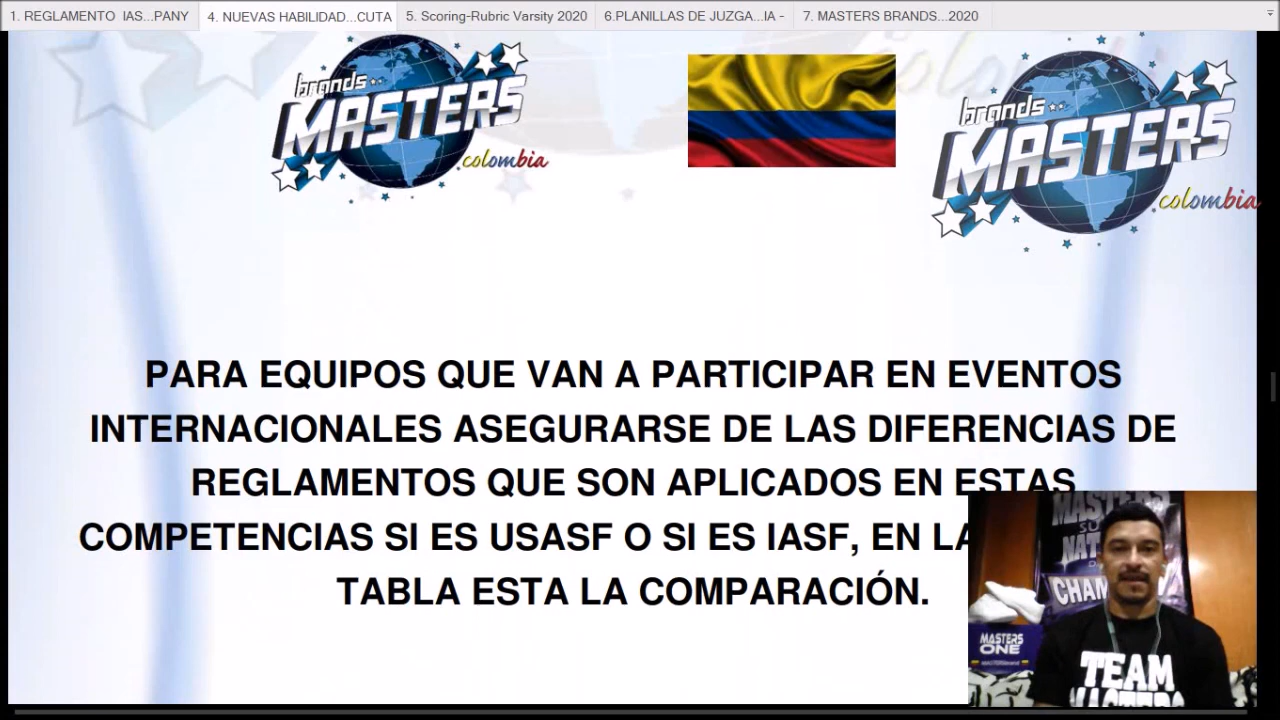 1. REGLAMENTO IAS...PANY
4. NUEVAS HABILIDAD...CUTA
5. Scoring-Rubric Varsity 2020
6.PLANILLAS DE JUZGA...IA -
7. MASTERS BRANDS...2020
brands
MASTERS
colombia
brands
MASTERS
colombia
PARA EQUIPOS QUE VAN A PARTICIPAR EN EVENTOS
INTERNACIONALES ASEGURARSE DE LAS DIFERENCIAS DE
REGLAMENTOS QUE SON APLICADOS EN ESTAS
COMPETENCIAS SI ES USASF O SI ES IASF, EN LA
TABLA ESTA LA COMPARACIÓN.
MASTERS
CHAM
MASTERS
ONE
TEAM
MASTERS